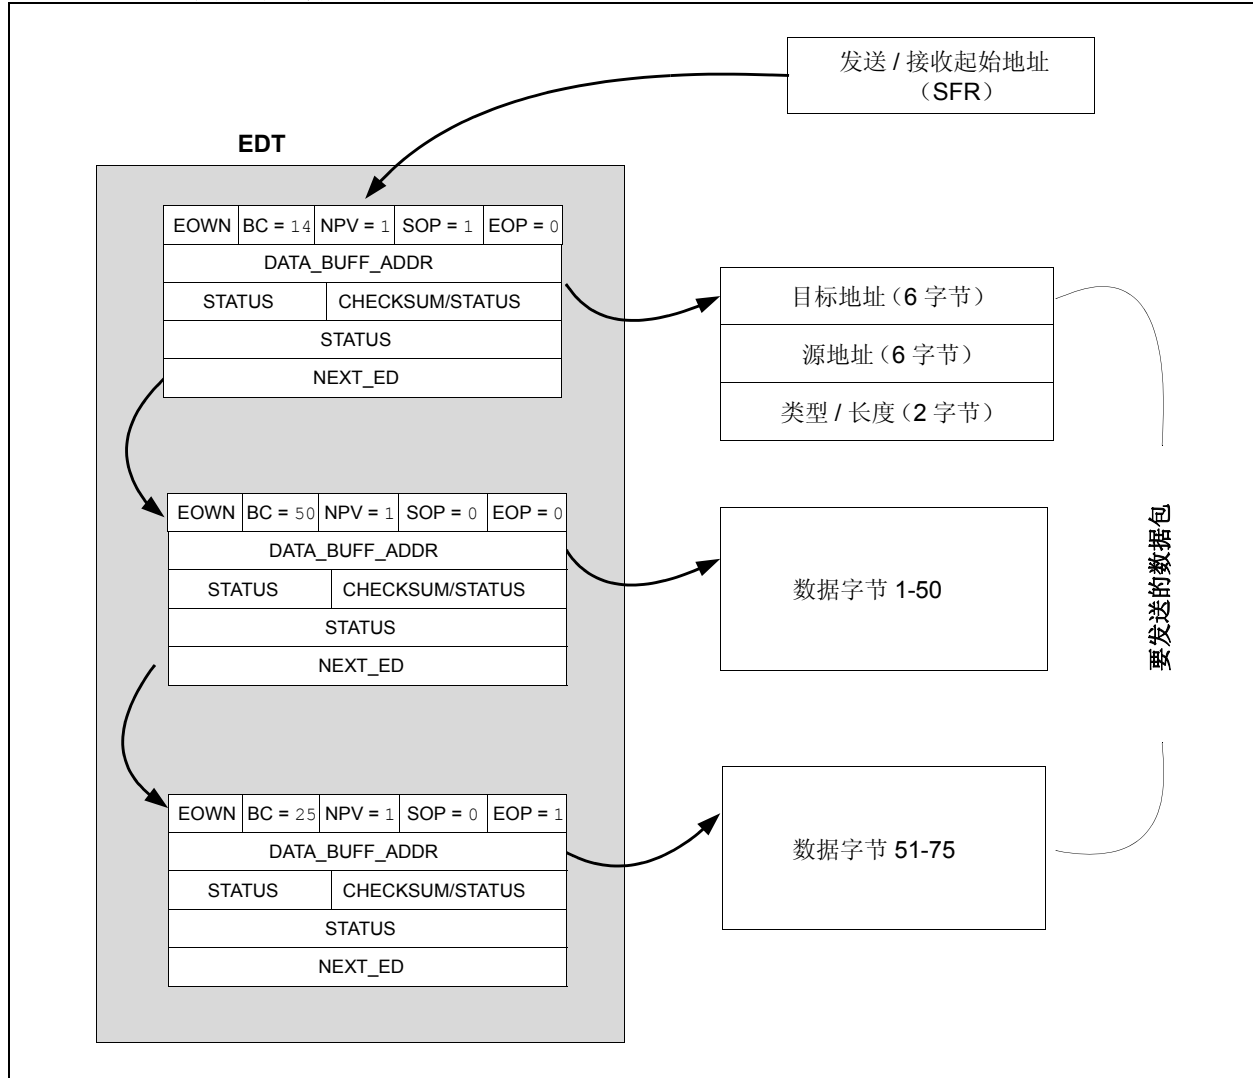 发送 / 接收起始地址
（SFR）
EDT
EOWN BC = 14 NPV = 1 SOP = 1 EOP = 0
DATA_BUFF_ADDR
STATUS CHECKSUM/STATUS
STATUS
NEXT_ED
目标地址（6 字节）
源地址（6 字节）
类型 / 长度（2 字节）
EOWN BC = 50 NPV = 1 SOP = 0 EOP = 0
DATA_BUFF_ADDR
STATUS CHECKSUM/STATUS
STATUS
NEXT_ED
数据字节 1-50
要发送的数据包
EOWN BC = 25 NPV = 1 SOP = 0 EOP = 1
DATA_BUFF_ADDR
STATUS CHECKSUM/STATUS
STATUS
NEXT_ED
数据字节 51-75